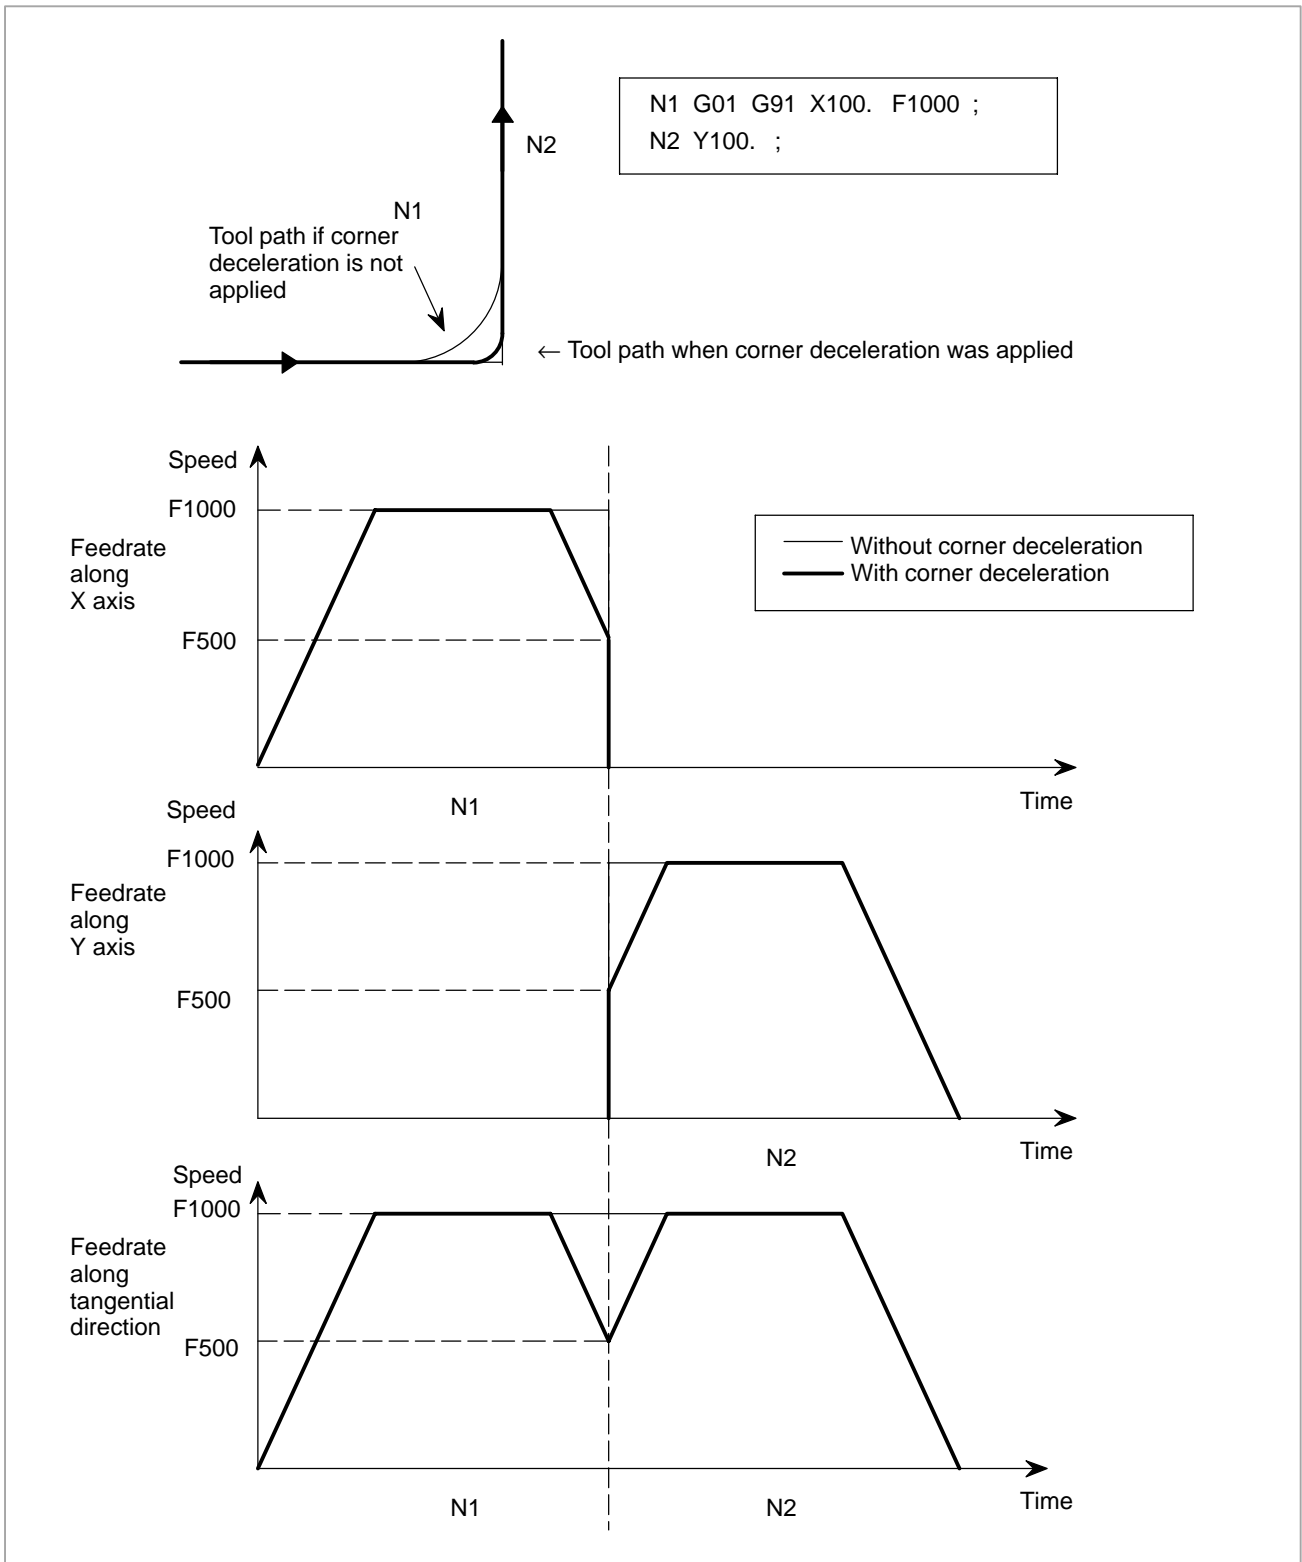 N1 G01 G91 X100. F1000 ;
N2 Y100. ;
N2
N1
Tool path if corner
deceleration is not
applied
← Tool path when corner deceleration was applied
Speed
F1000
Feedrate
along
X axis
F500
Without corner deceleration
With corner deceleration
N1
Time
Speed
F1000
Feedrate
along
Y axis
F500
N2
Time
Speed
F1000
Feedrate
along
tangential
direction
F500
N1
N2
Time